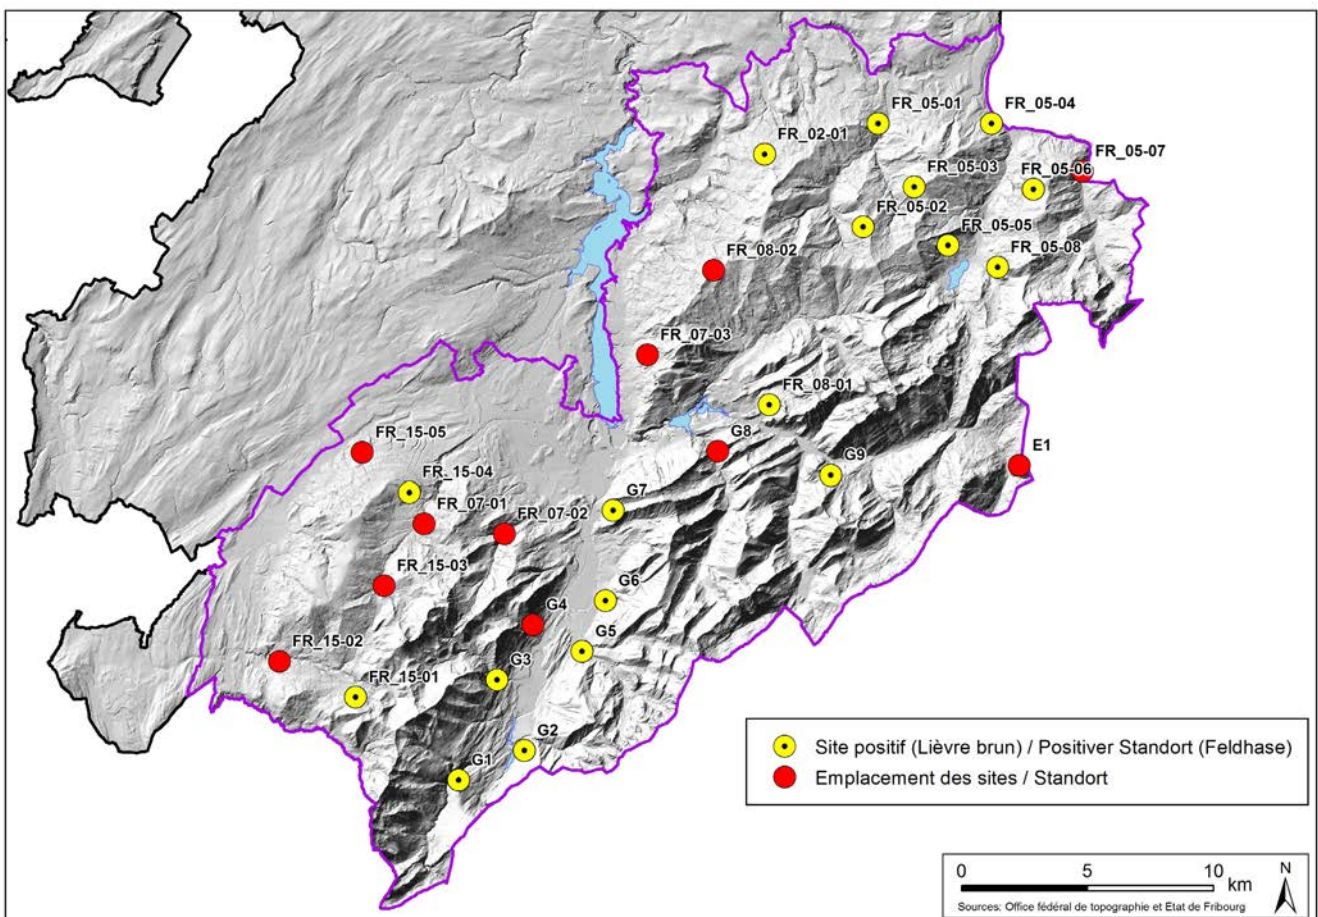 FR_05-01
FR_05-04
FR_02-01
FR_05-07
FR_05-03
FR_05-06
FR_05-02
FR_05-05
FR_05-08
FR_08-02
FR_07-03
FR_08-01
FR_15-05
G8
E1
FR_15-04
G9
FR_07-01
G7
FR_07-02
FR_15-03
G6
G4
G5
FR_15-02
G3
FR_15-01
G2
G1
Site positif (Lièvre brun) / Positiver Standort (Feldhase)
Emplacement des sites / Standort
0 5 10 km
N
Sources: Office fédéral de topographie et Etat de Fribourg